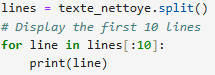 lines = texte_nettoye.split()
# Display the first 10 lines
for line in lines[:10]:
    print(line)